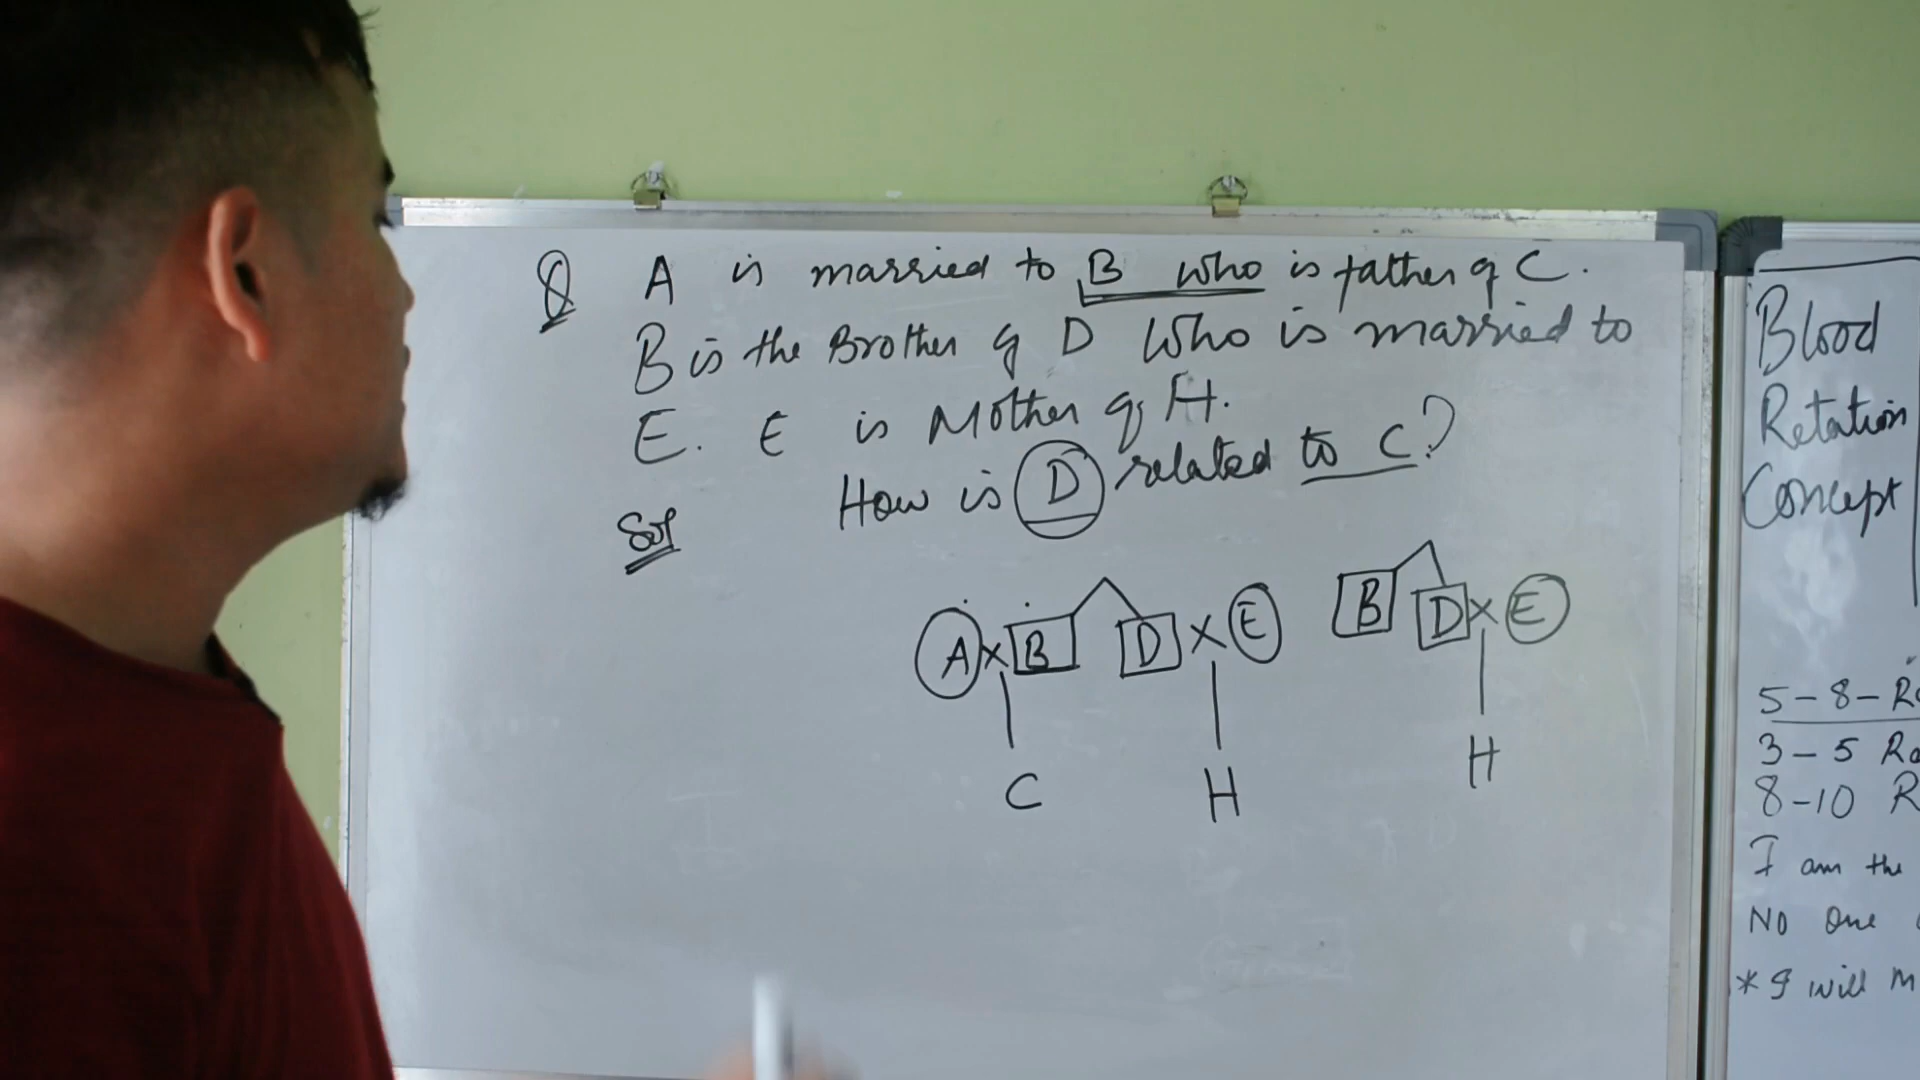 Q A is married to B who is father of C.
B is the Brother of D Who is married to
E. E is Mother of H.
How is D related to C?
Sol
A x B D x E
C H
B D x E
H
Blood
Relation
Concept
5-8-
3-5
8-10
I am the
No one
* I will